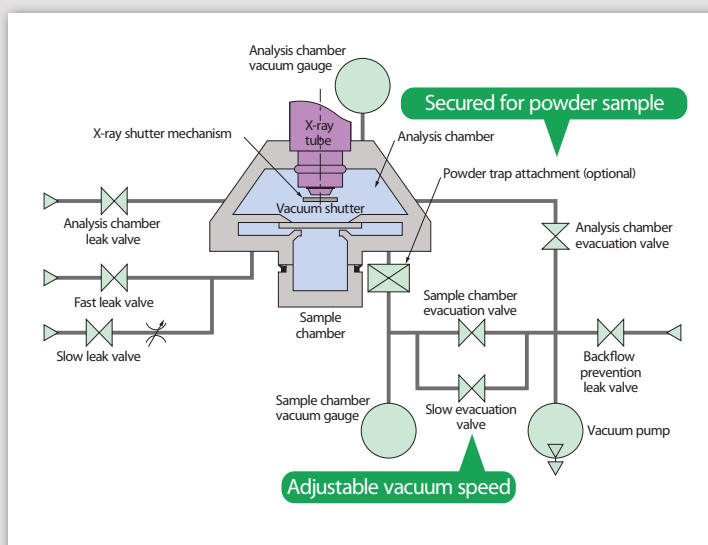 Analysis chamber
vacuum gauge
Secured for powder sample
X-ray shutter mechanism
X-ray
tube
Analysis chamber
Powder trap attachment (optional)
Vacuum shutter
Analysis chamber
leak valve
Analysis chamber
evacuation valve
Fast leak valve
Sample
chamber
Sample chamber
evacuation valve
Slow leak valve
Backflow
prevention
leak valve
Sample chamber
vacuum gauge
Slow evacuation
valve
Vacuum pump
Adjustable vacuum speed